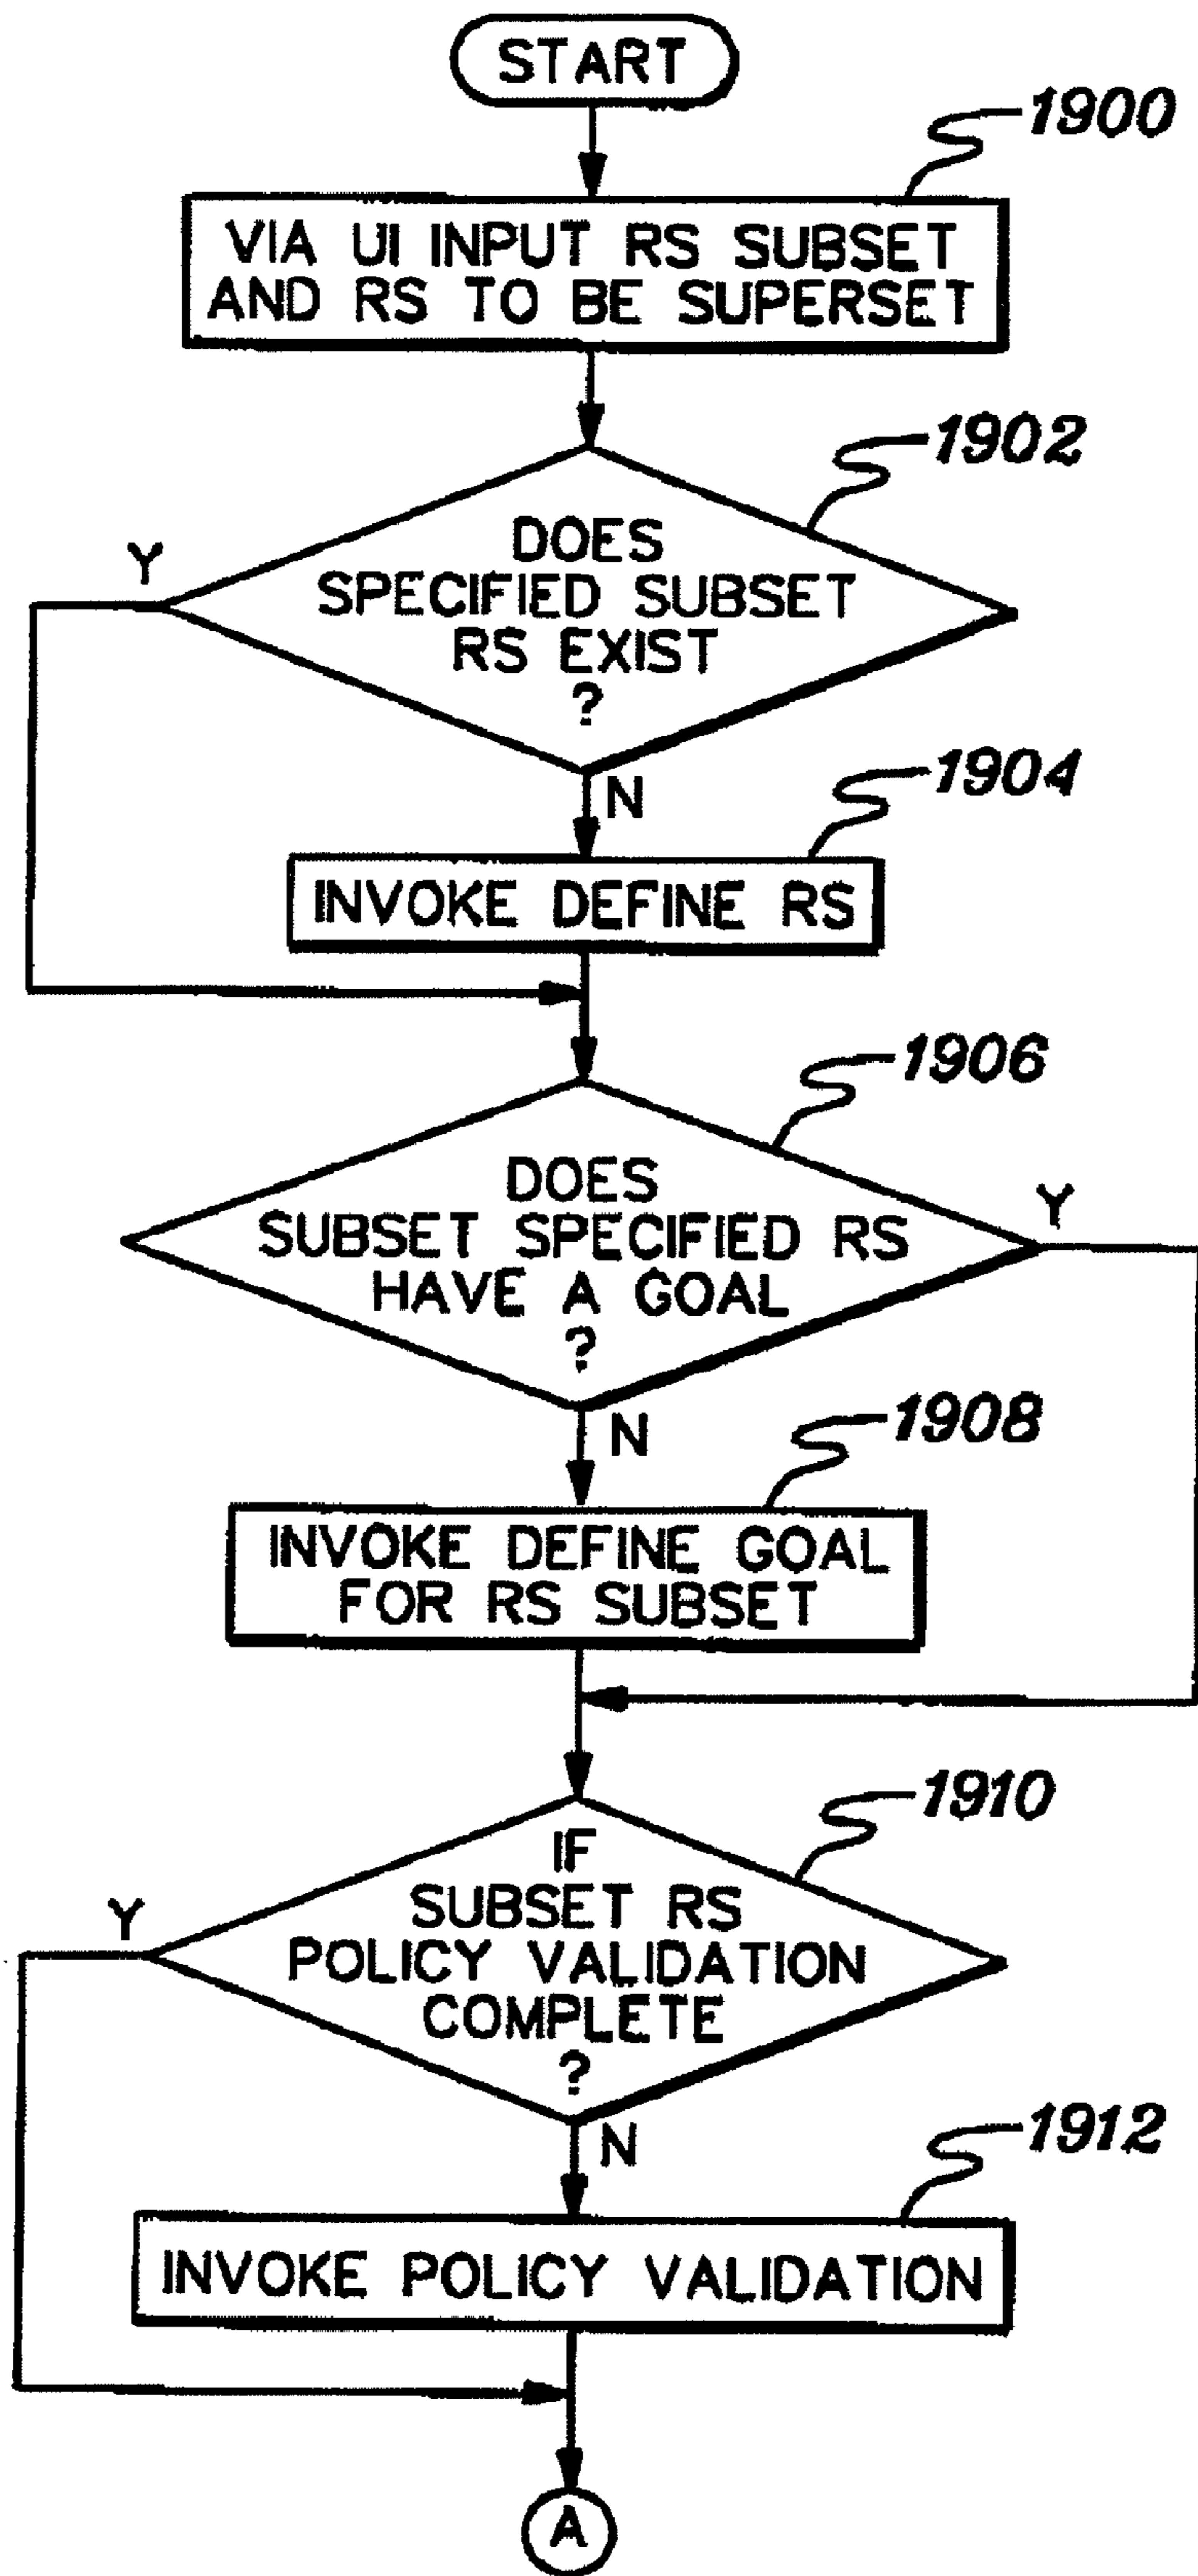 START
1900
VIA UI INPUT RS SUBSET
AND RS TO BE SUPERSET
1902
Y
DOES
SPECIFIED SUBSET
RS EXIST
?
N
1904
INVOKE DEFINE RS
1906
DOES
SUBSET SPECIFIED RS
HAVE A GOAL
?
Y
N
1908
INVOKE DEFINE GOAL
FOR RS SUBSET
1910
Y
IF
SUBSET RS
POLICY VALIDATION
COMPLETE
?
N
1912
INVOKE POLICY VALIDATION
A